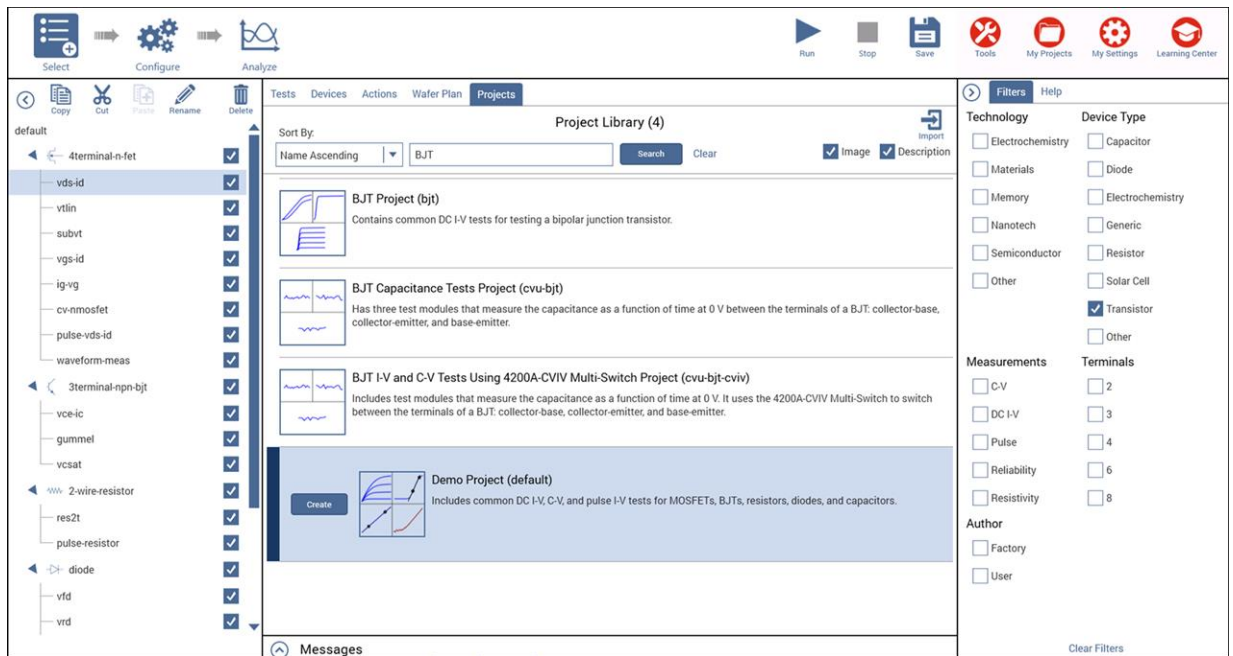 Select
Configure
Analyze
Run
Stop
Save
Tools
My Projects
My Settings
Learning Center
Copy
Cut
Paste
Rename
Delete
default
4terminal-n-fet
vds-id
vtlin
subvt
vgs-id
ig-vg
cv-nmosfet
pulse-vds-id
waveform-meas
3terminal-npn-bjt
vce-ic
gummel
vcsat
2-wire-resistor
res2t
pulse-resistor
diode
vfd
vrd
Tests Devices Actions Wafer Plan Projects
Project Library (4)
Import
Sort By:
Name Ascending
BJT
Search
Clear
Image
Description
BJT Project (bjt)
Contains common DC I-V tests for testing a bipolar junction transistor.
BJT Capacitance Tests Project (cvu-bjt)
Has three test modules that measure the capacitance as a function of time at 0 V between the terminals of a BJT: collector-base,
collector-emitter, and base-emitter.
BJT I-V and C-V Tests Using 4200A-CVIV Multi-Switch Project (cvu-bjt-cviv)
Includes test modules that measure the capacitance as a function of time at 0 V. It uses the 4200A-CVIV Multi-Switch to switch
between the terminals of a BJT: collector-base, collector-emitter, and base-emitter.
Create
Demo Project (default)
Includes common DC I-V, C-V, and pulse I-V tests for MOSFETs, BJTs, resistors, diodes, and capacitors.
Messages
Filters Help
Technology
Electrochemistry
Materials
Memory
Nanotech
Semiconductor
Other
Device Type
Capacitor
Diode
Electrochemistry
Generic
Resistor
Solar Cell
Transistor
Other
Measurements
C-V
DC I-V
Pulse
Reliability
Resistivity
Terminals
2
3
4
6
8
Author
Factory
User
Clear Filters